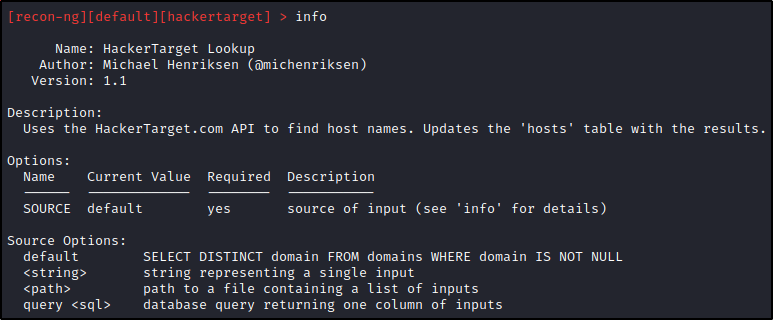 [recon-ng][default][hackertarget] > info
Name: HackerTarget Lookup
Author: Michael Henriksen (@michenriksen)
Version: 1.1
Description:
Uses the HackerTarget.com API to find host names. Updates the 'hosts' table with the results.
Options:
Name Current Value Required Description
SOURCE default yes source of input (see 'info' for details)
Source Options:
default SELECT DISTINCT domain FROM domains WHERE domain IS NOT NULL
<string> string representing a single input
<path> path to a file containing a list of inputs
query <sql> database query returning one column of inputs